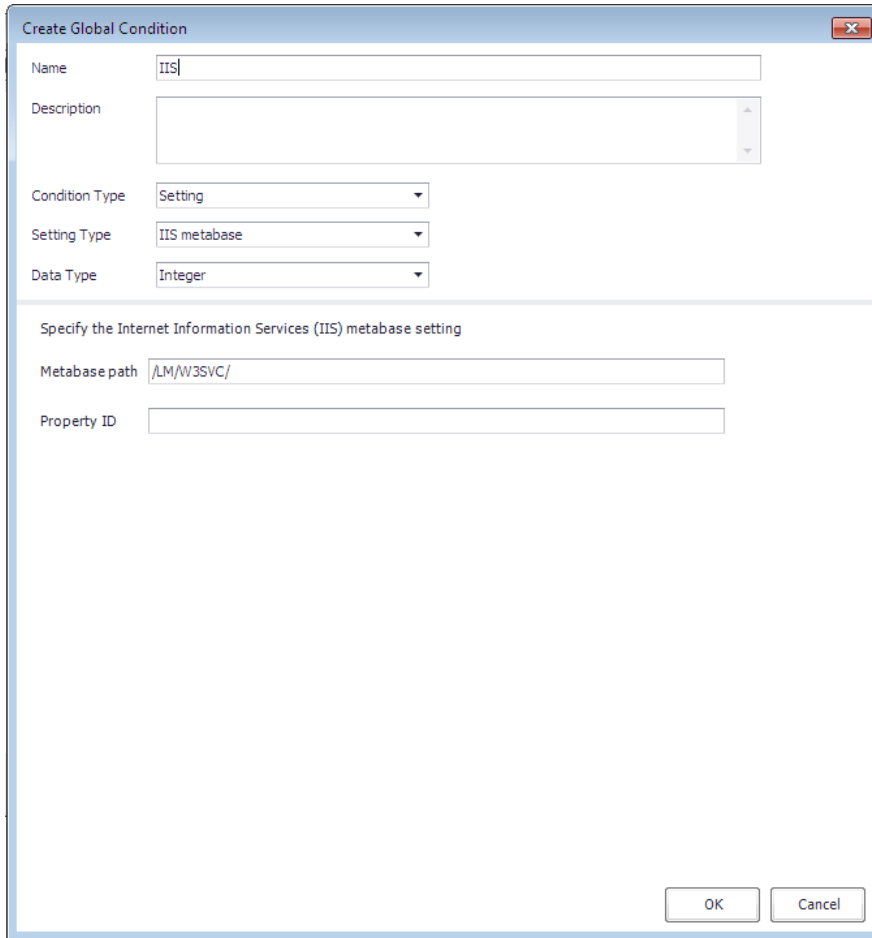 Create Global Condition
Name IIS
Description
Condition Type Setting
Setting Type IIS metabase
Data Type Integer
Specify the Internet Information Services (IIS) metabase setting
Metabase path /LM/W3SVC/
Property ID
OK Cancel